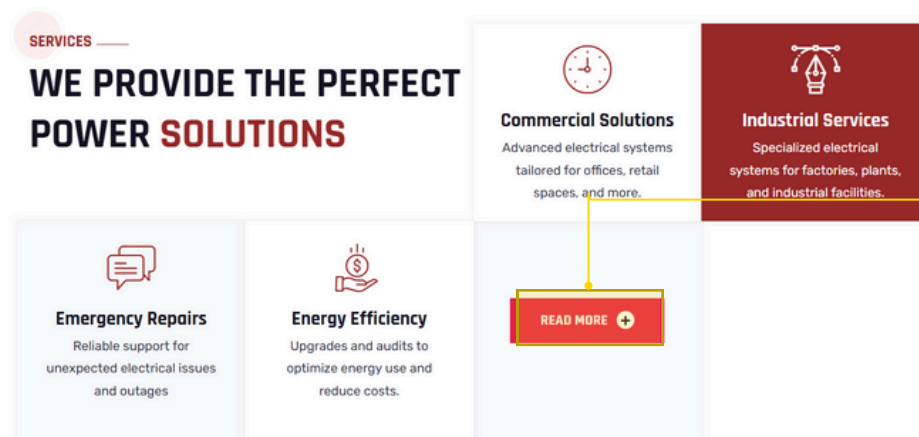 SERVICES
WE PROVIDE THE PERFECT
POWER SOLUTIONS
Commercial Solutions
Advanced electrical systems
tailored for offices, retail
spaces, and more.
Industrial Services
Specialized electrical
systems for factories, plants,
and industrial facilities.
Emergency Repairs
Reliable support for
unexpected electrical issues
and outages
Energy Efficiency
Upgrades and audits to
optimize energy use and
reduce costs.
READ MORE